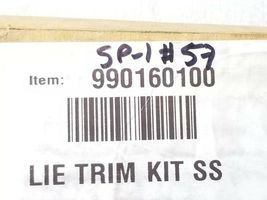 SP-1 #57
Item: 990160100
LIE TRIM KIT SS